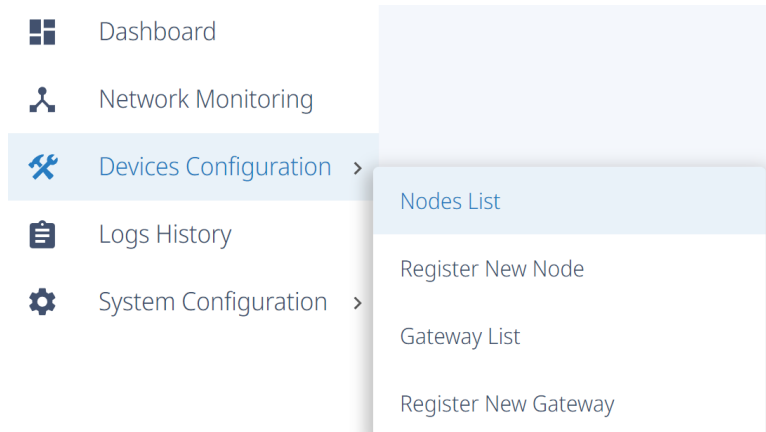 Dashboard
Network Monitoring
Devices Configuration
Nodes List
Register New Node
Gateway List
Register New Gateway
Logs History
System Configuration